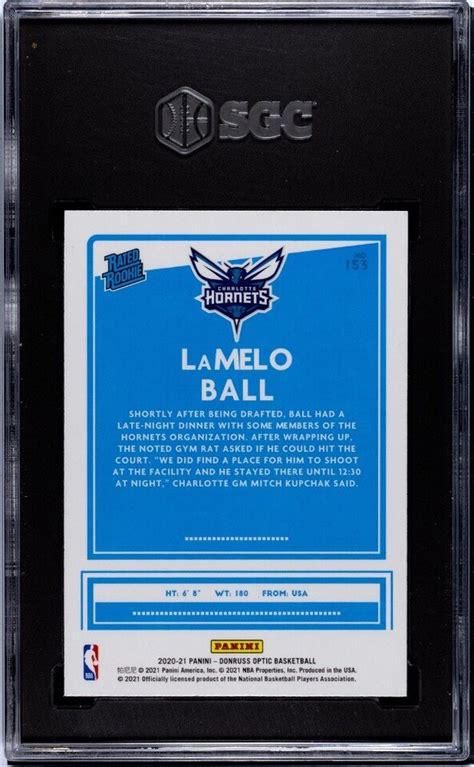 SGC
RATED
ROOKIE
NO
153
CHARLOTTE
HORNETS
LAMELO
BALL
SHORTLY AFTER BEING DRAFTED, BALL HAD A
LATE-NIGHT DINNER WITH SOME MEMBERS OF THE
HORNETS ORGANIZATION. AFTER WRAPPING UP,
THE NOTED GYM RAT ASKED IF HE COULD HIT THE
COURT. "WE DID FIND A PLACE FOR HIM TO SHOOT
AT THE FACILITY AND HE STAYED THERE UNTIL 12:30
AT NIGHT," CHARLOTTE GM MITCH KUPCHAK SAID.
HT: 6' 8" WT: 180 FROM: USA
PANINI
2020-21 PANINI - DONRUSS OPTIC BASKETBALL
帕尼尼 © 2021 Panini America, Inc. © 2021 NBA Properties, Inc. Produced in the USA.
© 2021 Officially licensed product of the National Basketball Players Association.
NBA